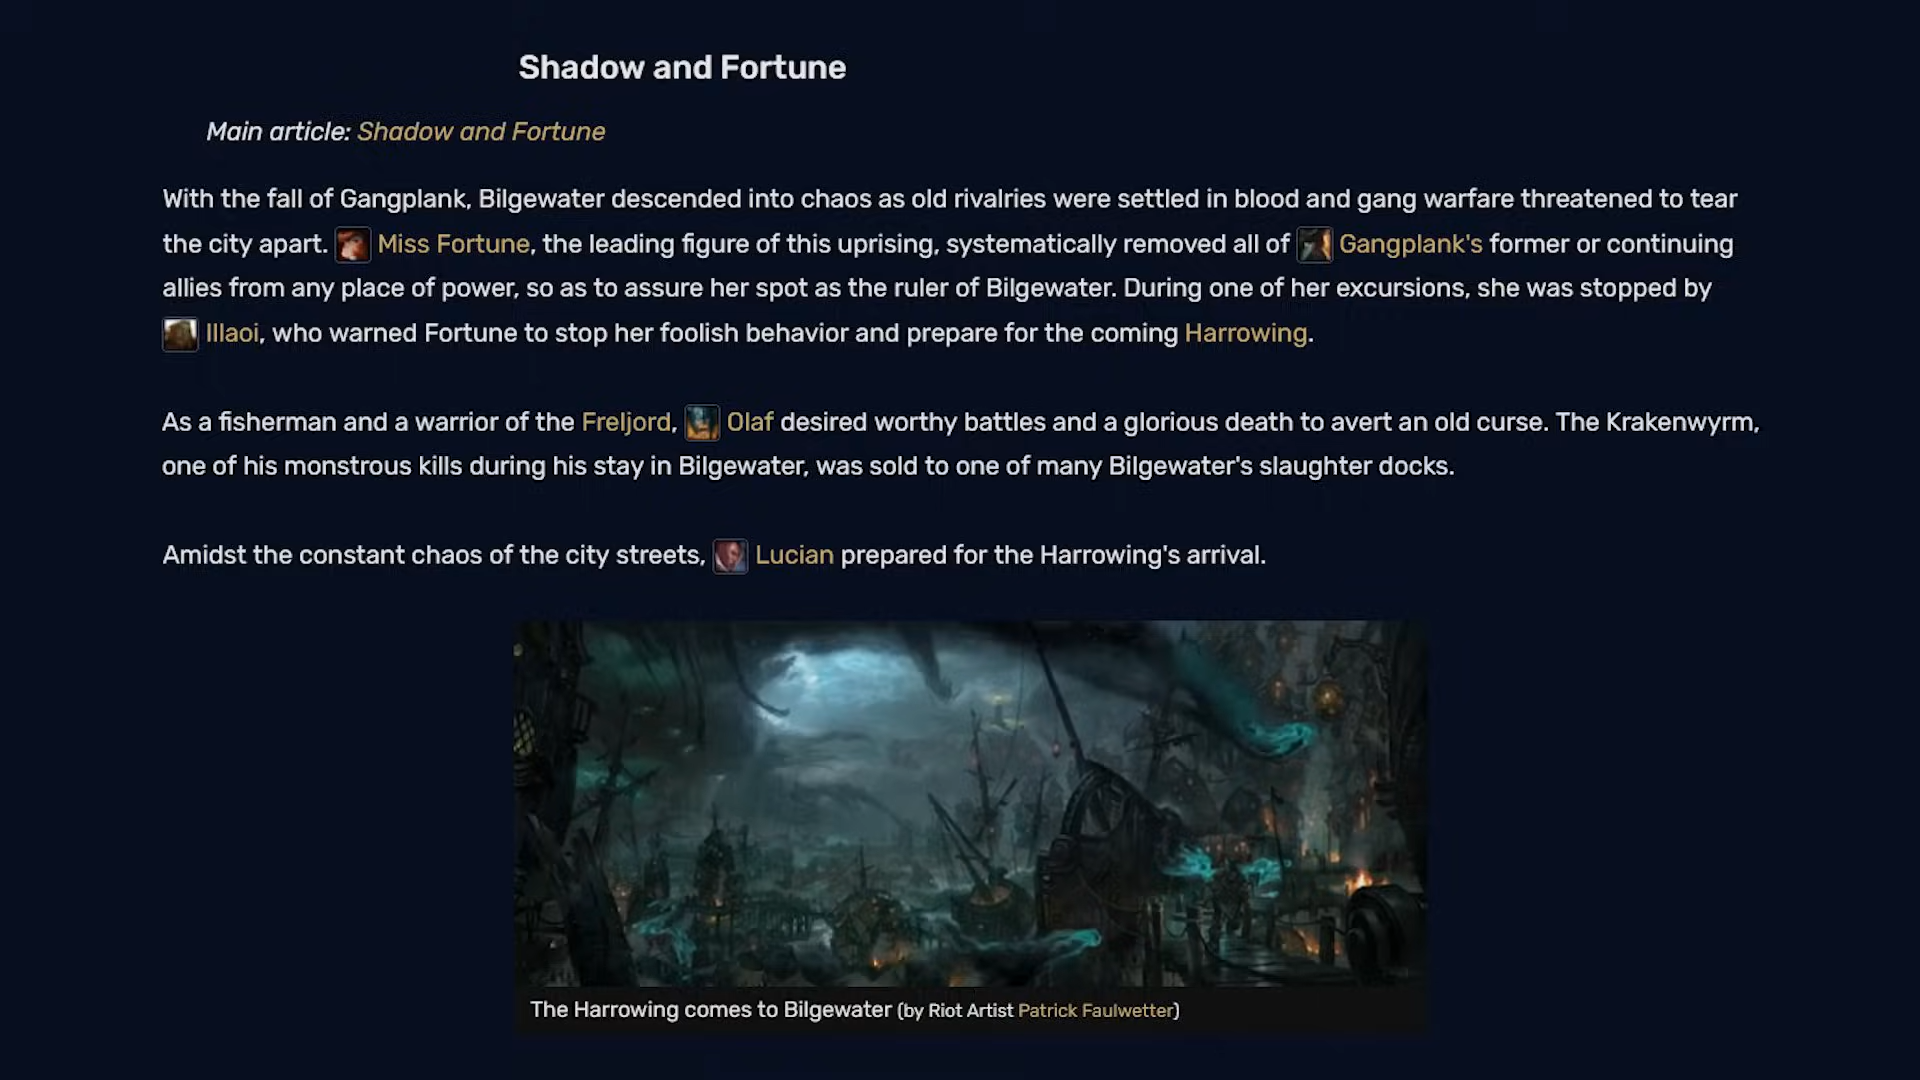 Shadow and Fortune
Main article: Shadow and Fortune
With the fall of Gangplank, Bilgewater descended into chaos as old rivalries were settled in blood and gang warfare threatened to tear
the city apart. Miss Fortune, the leading figure of this uprising, systematically removed all of Gangplank's former or continuing
allies from any place of power, so as to assure her spot as the ruler of Bilgewater. During one of her excursions, she was stopped by
Illaoi, who warned Fortune to stop her foolish behavior and prepare for the coming Harrowing.
As a fisherman and a warrior of the Freljord, Olaf desired worthy battles and a glorious death to avert an old curse. The Krakenwyrm,
one of his monstrous kills during his stay in Bilgewater, was sold to one of many Bilgewater's slaughter docks.
Amidst the constant chaos of the city streets, Lucian prepared for the Harrowing's arrival.
The Harrowing comes to Bilgewater (by Riot Artist Patrick Faulwetter)